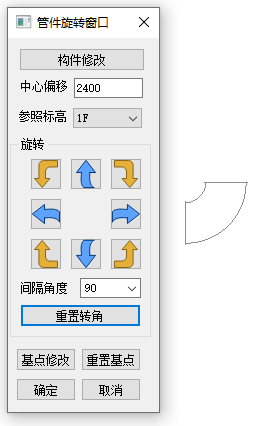 管件旋转窗口
构件修改
中心偏移 2400
参照标高 1F
旋转
间隔角度 90
重置转角
基点修改 重置基点
确定 取消